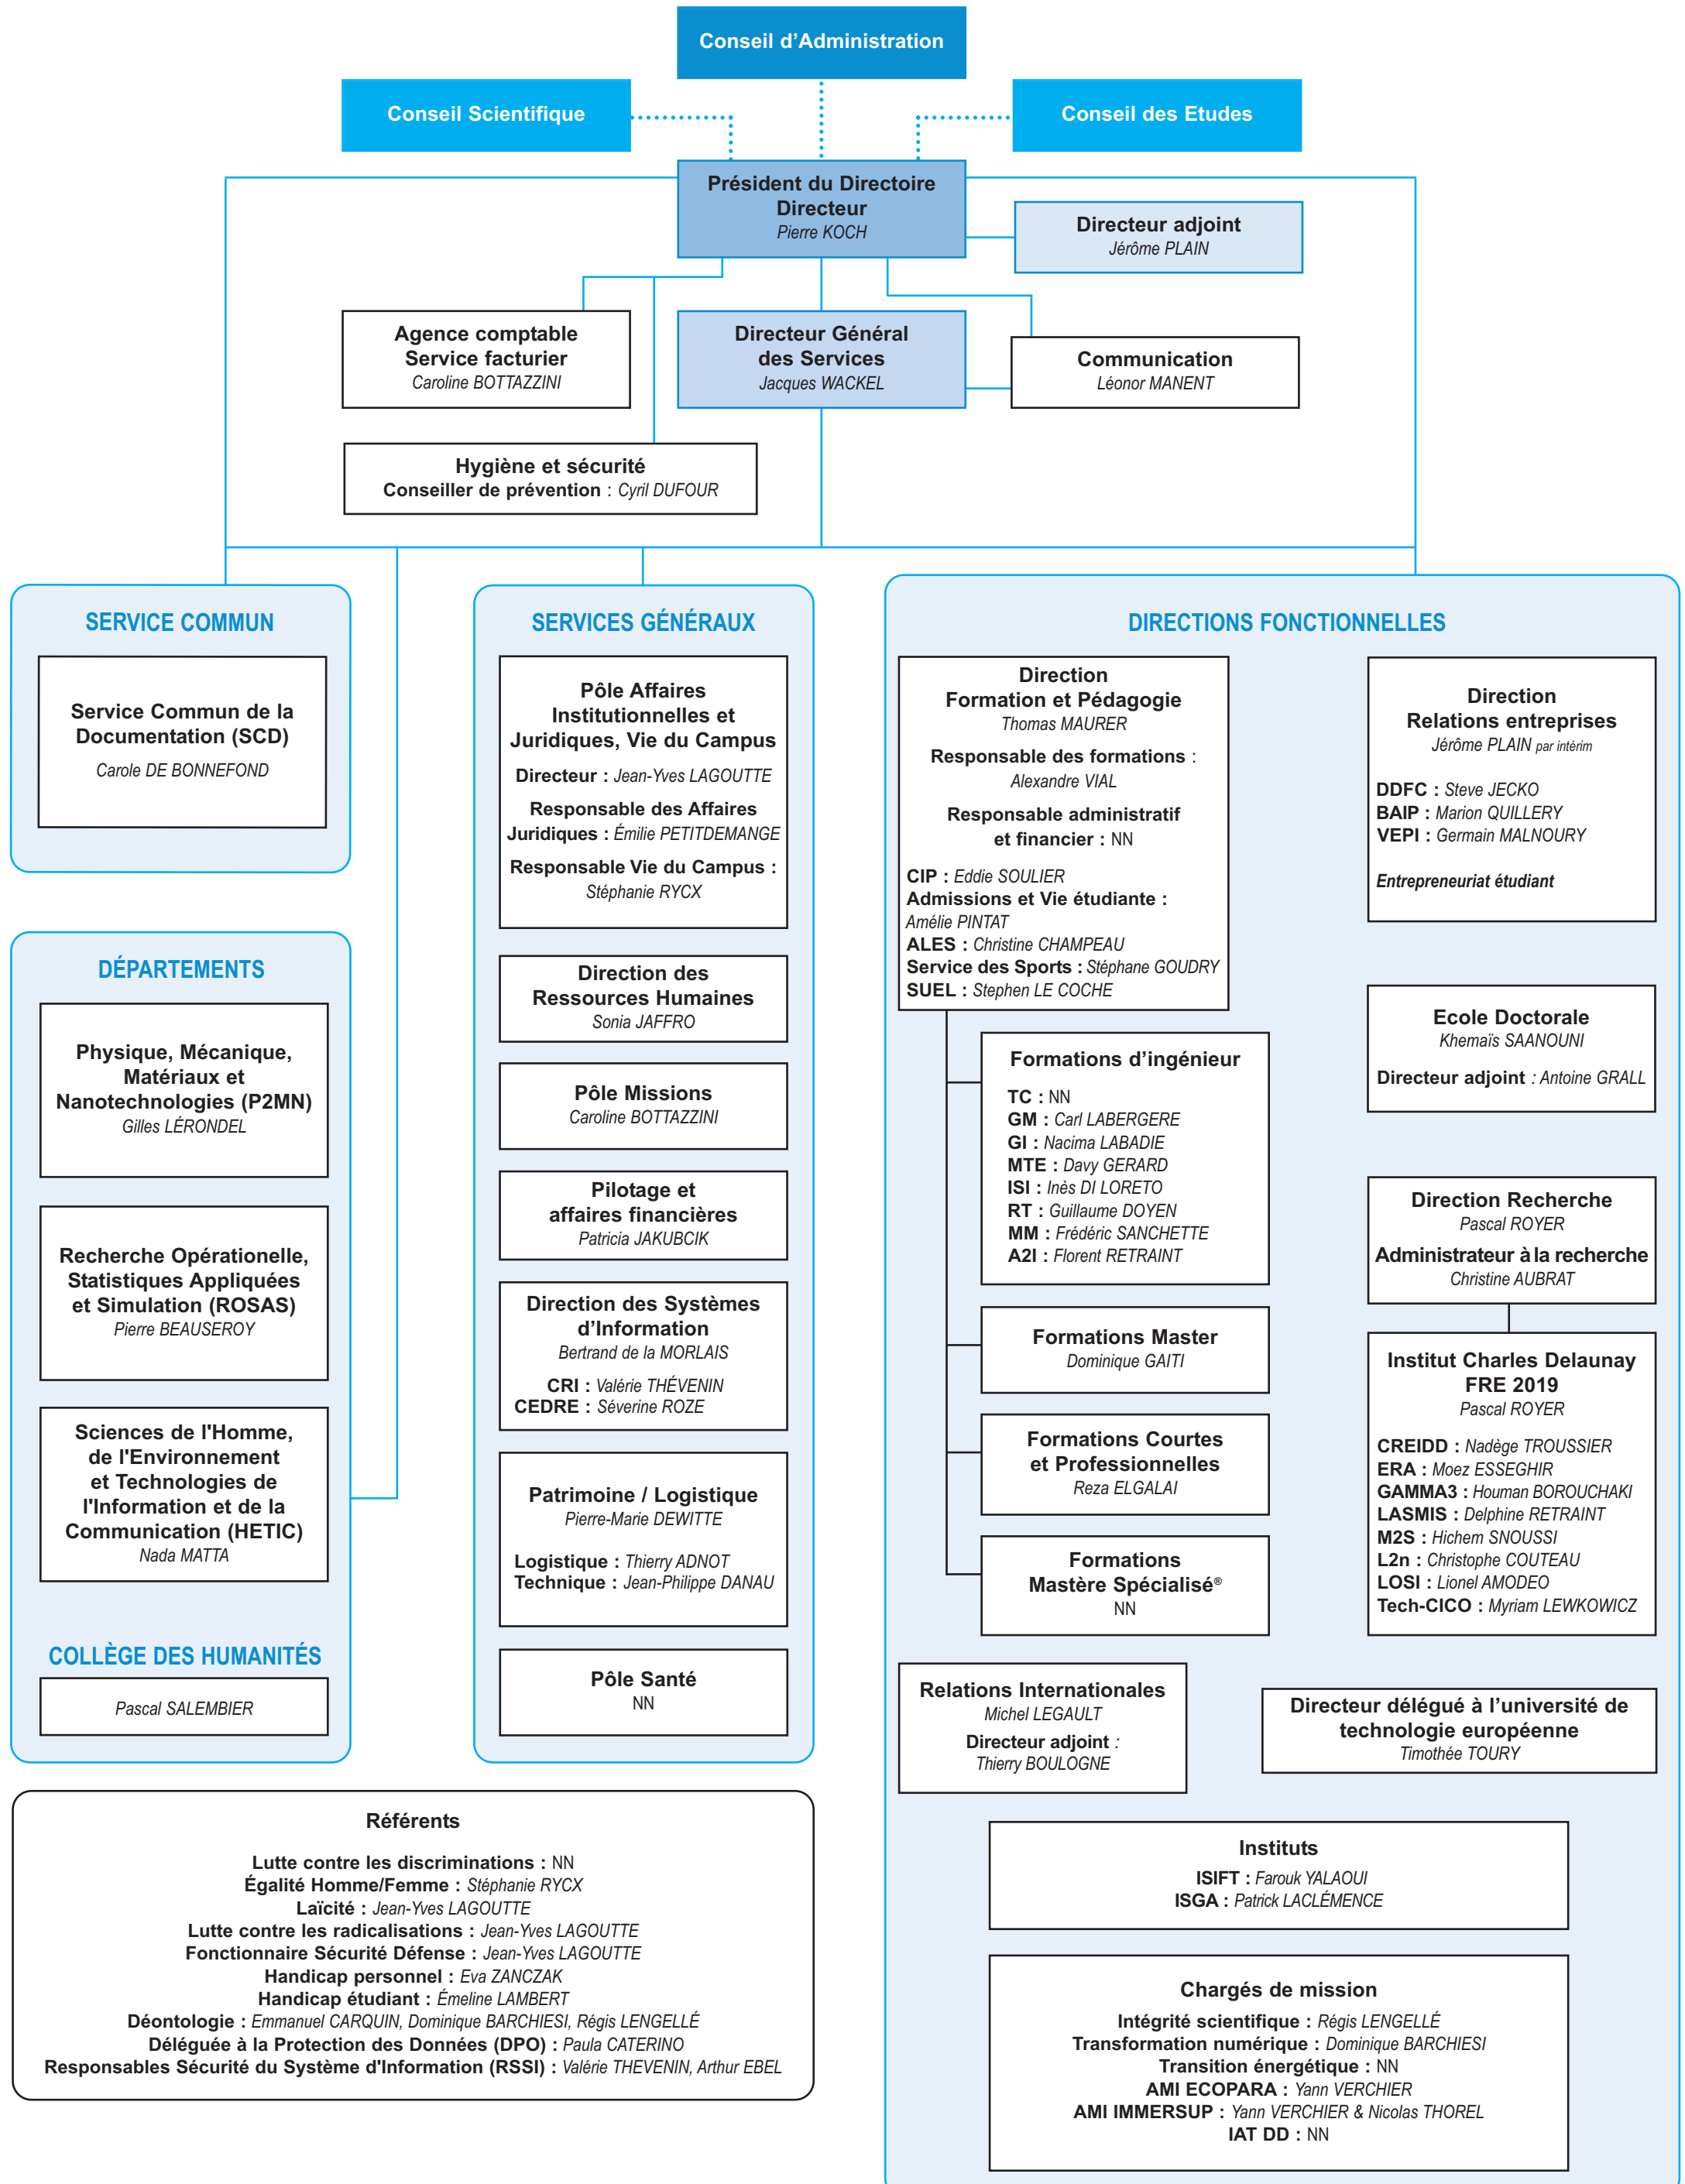 Conseil d'Administration
Conseil Scientifique
Conseil des Etudes
Président du Directoire
Directeur
Pierre KOCH
Directeur adjoint
Jérôme PLAIN
Agence comptable
Service facturier
Caroline BOTTAZZINI
Directeur Général
des Services
Jacques WACKEL
Communication
Léonor MANENT
Hygiène et sécurité
Conseiller de prévention : Cyril DUFOUR
SERVICE COMMUN
Service Commun de la
Documentation (SCD)
Carole DE BONNEFOND
DÉPARTEMENTS
Physique, Mécanique,
Matériaux et
Nanotechnologies (P2MN)
Gilles LÉRONDEL
Recherche Opérationelle,
Statistiques Appliquées
et Simulation (ROSAS)
Pierre BEAUSEROY
Sciences de l'Homme,
de l'Environnement
et Technologies de
l'Information et de la
Communication (HETIC)
Nada MATTA
COLLÈGE DES HUMANITÉS
Pascal SALEMBIER
SERVICES GÉNÉRAUX
Pôle Affaires
Institutionnelles et
Juridiques, Vie du Campus
Directeur : Jean-Yves LAGOUTTE
Responsable des Affaires
Juridiques : Émilie PETITDEMANGE
Responsable Vie du Campus :
Stéphanie RYCX
Direction des
Ressources Humaines
Sonia JAFFRO
Pôle Missions
Caroline BOTTAZZINI
Pilotage et
affaires financières
Patricia JAKUBCIK
Direction des Systèmes
d'Information
Bertrand de la MORLAIS
CRI : Valérie THÉVENIN
CEDRE : Séverine ROZE
Patrimoine / Logistique
Pierre-Marie DEWITTE
Logistique : Thierry ADNOT
Technique : Jean-Philippe DANAU
Pôle Santé
NN
DIRECTIONS FONCTIONNELLES
Direction
Formation et Pédagogie
Thomas MAURER
Responsable des formations :
Alexandre VIAL
Responsable administratif
et financier : NN
CIP : Eddie SOULIER
Admissions et Vie étudiante :
Amélie PINTAT
ALES : Christine CHAMPEAU
Service des Sports : Stéphane GOUDRY
SUEL : Stephen LE COCHE
Formations d'ingénieur
TC : NN
GM : Carl LABERGERE
GI : Nacima LABADIE
MTE : Davy GERARD
ISI : Inès DI LORETO
RT : Guillaume DOYEN
MM : Frédéric SANCHETTE
A2I : Florent RETRAINT
Formations Master
Dominique GAITI
Formations Courtes
et Professionnelles
Reza ELGALAI
Formations
Mastère Spécialisé®
NN
Direction
Relations entreprises
Jérôme PLAIN par intérim
DDFC : Steve JECKO
BAIP : Marion QUILLERY
VEPI : Germain MALNOURY
Entrepreneuriat étudiant
Ecole Doctorale
Khemaïs SAANOUNI
Directeur adjoint : Antoine GRALL
Direction Recherche
Pascal ROYER
Administrateur à la recherche
Christine AUBRAT
Institut Charles Delaunay
FRE 2019
Pascal ROYER
CREIDD : Nadège TROUSSIER
ERA : Moez ESSEGHIR
GAMMA3 : Houman BOROUCHAKI
LASMIS : Delphine RETRAINT
M2S : Hichem SNOUSSI
L2n : Christophe COUTEAU
LOSI : Lionel AMODEO
Tech-CICO : Myriam LEWKOWICZ
Relations Internationales
Michel LEGAULT
Directeur adjoint :
Thierry BOULOGNE
Directeur délégué à l'université de
technologie européenne
Timothée TOURY
Instituts
ISIFT : Farouk YALAOUI
ISGA : Patrick LACLÉMENCE
Chargés de mission
Intégrité scientifique : Régis LENGELLÉ
Transformation numérique : Dominique BARCHIESI
Transition énergétique : NN
AMI ECOPARA : Yann VERCHIER
AMI IMMERSUP : Yann VERCHIER & Nicolas THOREL
IAT DD : NN
Référents
Lutte contre les discriminations : NN
Égalité Homme/Femme : Stéphanie RYCX
Laïcité : Jean-Yves LAGOUTTE
Lutte contre les radicalisations : Jean-Yves LAGOUTTE
Fonctionnaire Sécurité Défense : Jean-Yves LAGOUTTE
Handicap personnel : Eva ZANCZAK
Handicap étudiant : Émeline LAMBERT
Déontologie : Emmanuel CARQUIN, Dominique BARCHIESI, Régis LENGELLÉ
Déléguée à la Protection des Données (DPO) : Paula CATERINO
Responsables Sécurité du Système d'Information (RSSI) : Valérie THEVENIN, Arthur EBEL